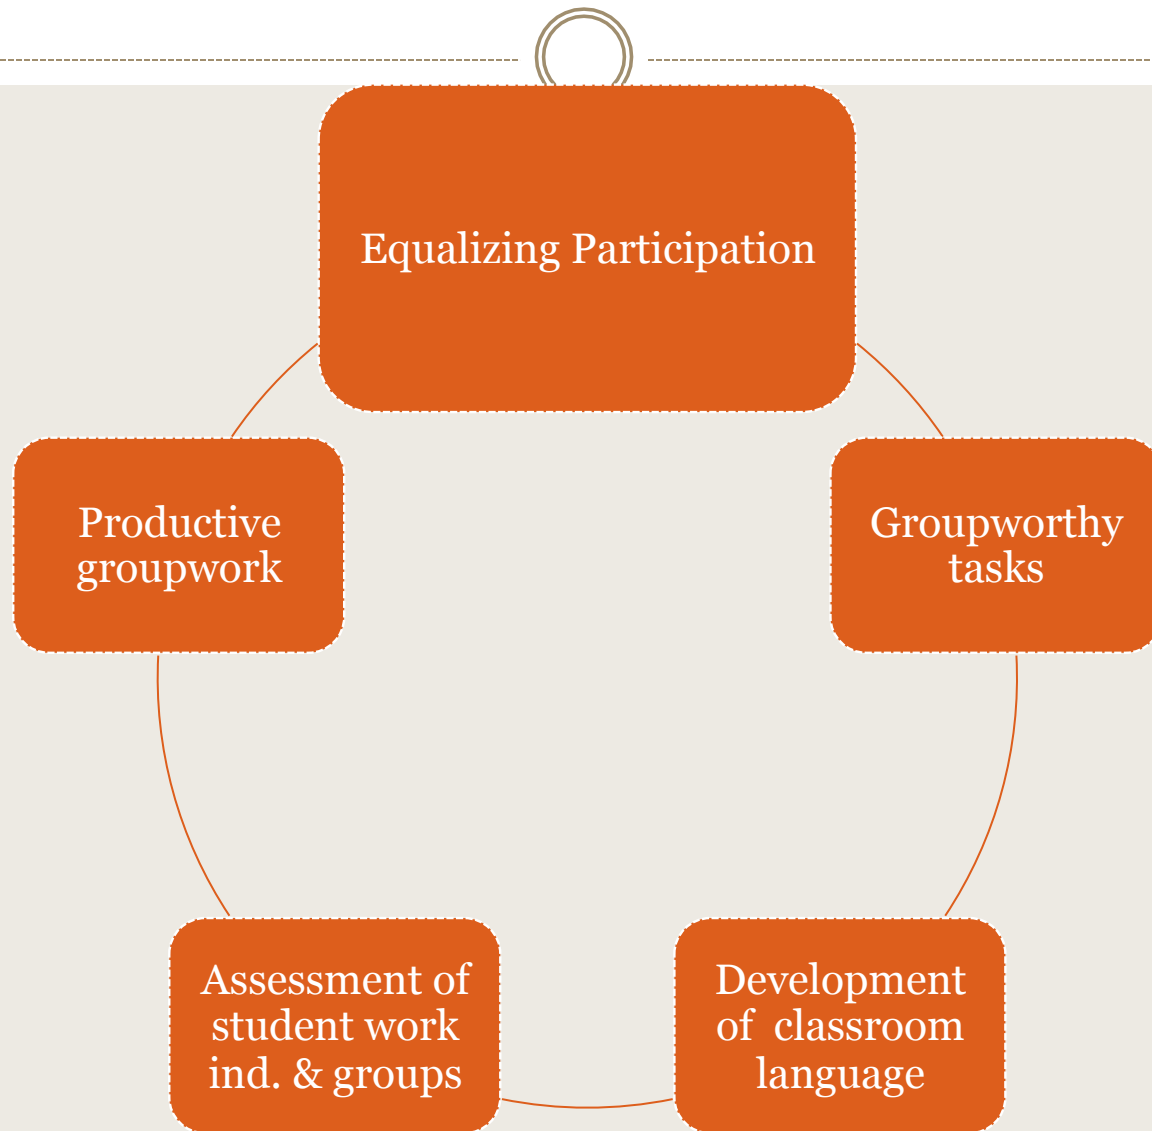 Equalizing Participation
Productive
groupwork
Groupworthy
tasks
Assessment of
student work
ind. & groups
Development
of  classroom
language